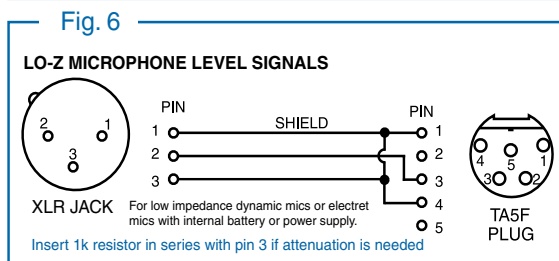 Fig. 6
LO-Z MICROPHONE LEVEL SIGNALS
PIN
PIN
SHIELD
1
1
2
2
3
3
4
5
2
1
3
XLR JACK
For low impedance dynamic mics or electret
mics with internal battery or power supply.
4
5
1
3
2
TA5F
PLUG
Insert 1k resistor in series with pin 3 if attenuation is needed